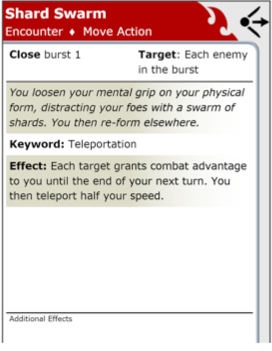 Shard Swarm
Encounter ♦ Move Action
Close burst 1 Target: Each enemy
in the burst
You loosen your mental grip on your physical
form, distracting your foes with a swarm of
shards. You then re-form elsewhere.
Keyword: Teleportation
Effect: Each target grants combat advantage
to you until the end of your next turn. You
then teleport half your speed.
Additional Effects